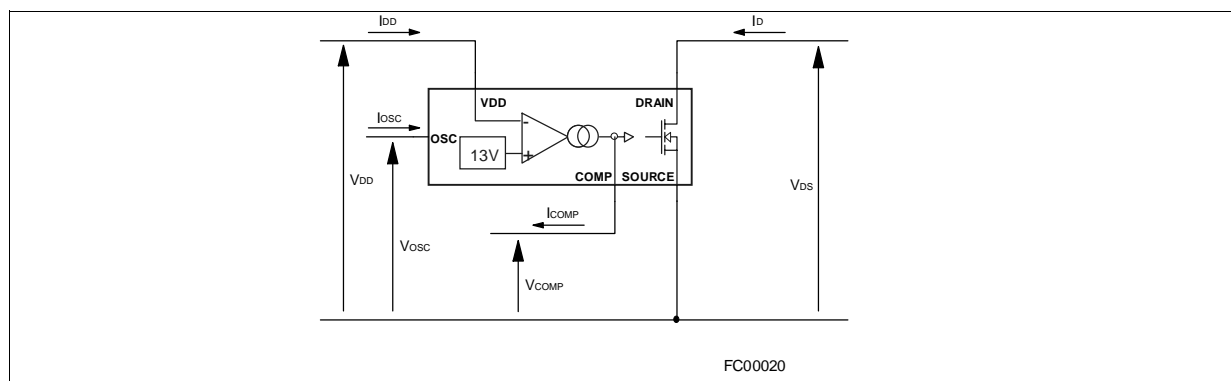 IDD
ID
VDD
DRAIN
IOSC
OSC
-
13V
+
COMP
SOURCE
VDD
VDS
ICOMP
VOSC
VCOMP
FC00020